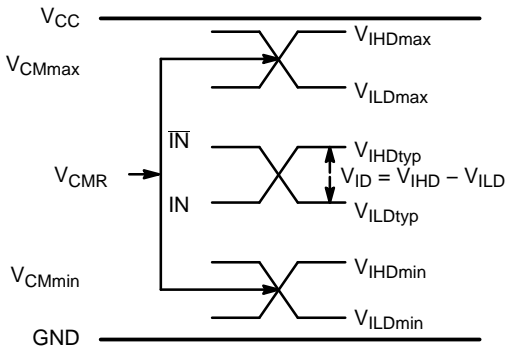 VCC
VIHDmax
VCMmax
VILDmax
IN
VIHDtyp
VCMR
VID = VIHD – VILD
IN
VILDtyp
VIHDmin
VCMmin
VILDmin
GND